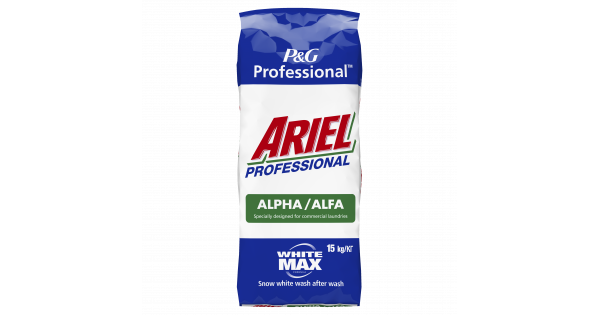 P&G
Professional™
ARIEL
PROFESSIONAL
ALPHA/ALFA
Specially designed for commercial laundries
WHITE
MAX
15 kg/Кг
Snow white wash after wash